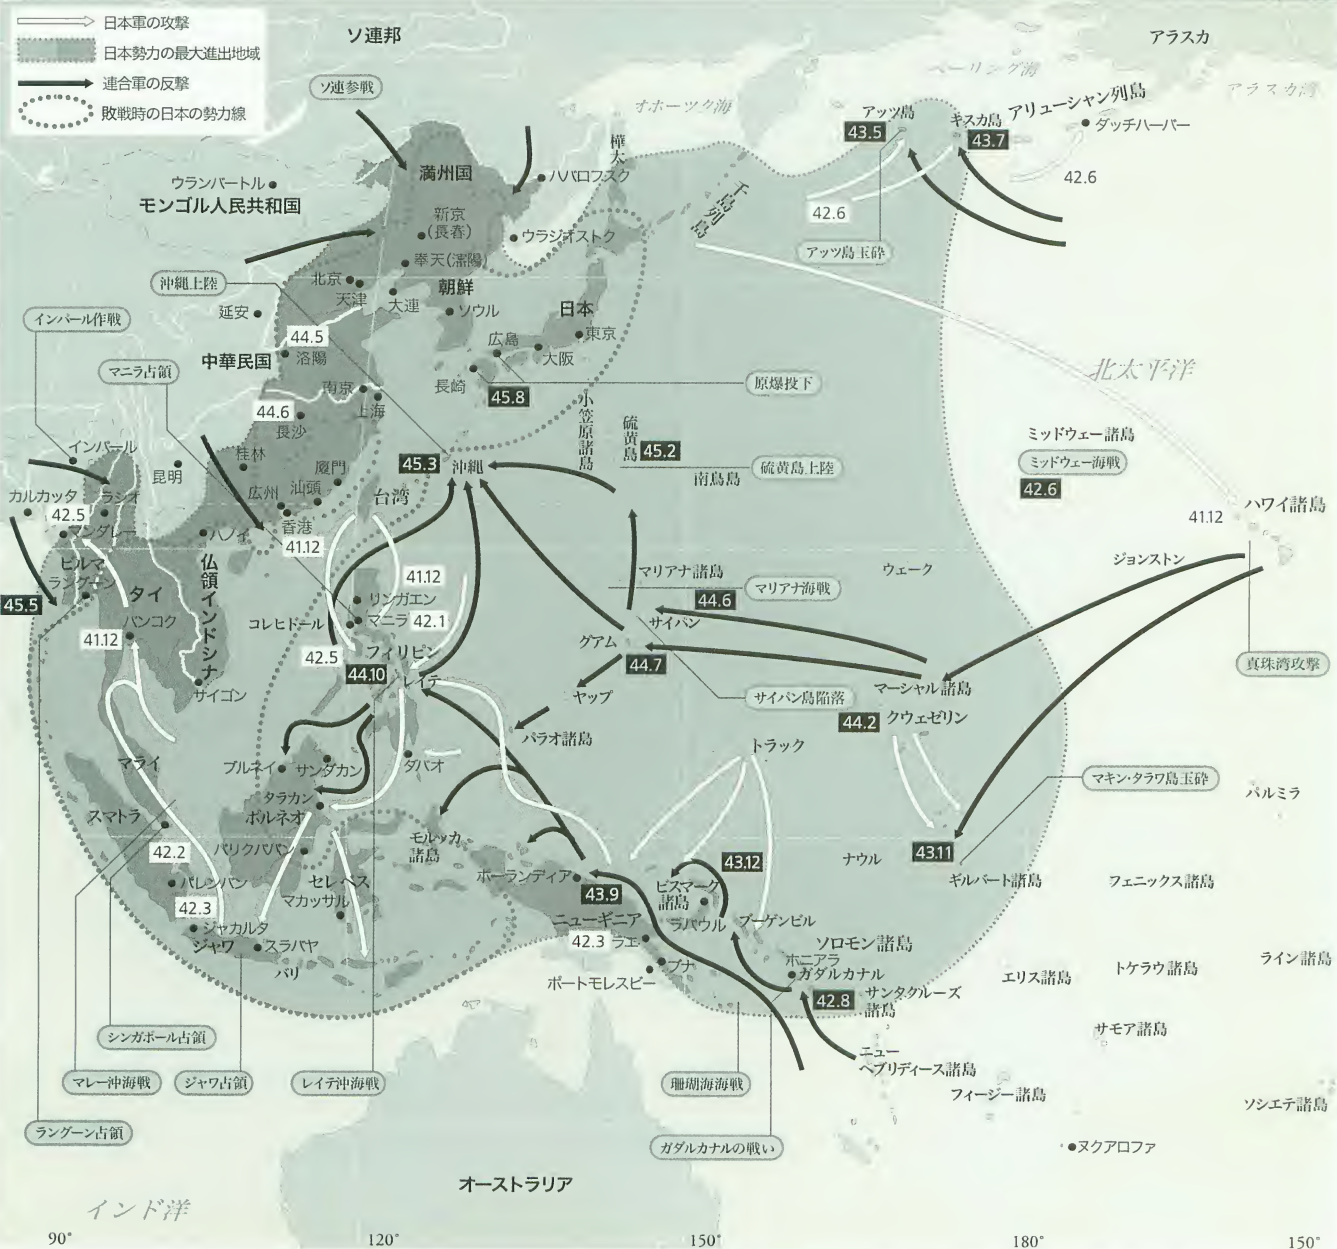 日本軍の攻撃
日本勢力の最大進出地域
連合軍の反撃
敗戦時の日本の勢力線
ソ連邦
アラスカ
ベーリング海
アラスカ湾
オホーツク海
ソ連参戦
アッツ島
43.5
キスカ島
43.7
アリューシャン列島
ダッチハーバー
42.6
42.6
アッツ島玉砕
樺太
千島列島
満州国
ハバロフスク
ウランバートル
モンゴル人民共和国
新京
(長春)
ウラジオストク
奉天(瀋陽)
沖縄上陸
北京
天津
大連
朝鮮
ソウル
日本
東京
広島
大阪
長崎
45.8
原爆投下
延安
インパール作戦
44.5
洛陽
中華民国
マニラ占領
南京
上海
44.6
長沙
小笠原諸島
硫黄島
45.2
硫黄島上陸
南鳥島
北太平洋
ミッドウェー諸島
ミッドウェー海戦
42.6
ハワイ諸島
41.12
インパール
昆明
桂林
厦門
45.3
沖縄
台湾
カルカッタ
42.5
ラシオ
マンダレー
広州
汕頭
香港
41.12
ハノイ
ビルマ
ラングーン
45.5
タイ
バンコク
41.12
仏領インドシナ
サイゴン
41.12
リンガエン
コレヒドール
マニラ
42.1
42.5
フィリピン
44.10
レイテ
マリアナ諸島
マリアナ海戦
44.6
サイパン
グアム
44.7
ウェーク
ジョンストン
真珠湾攻撃
ヤップ
サイパン島陥落
マーシャル諸島
44.2
クウェゼリン
パラオ諸島
トラック
マキン・タラワ島玉砕
パルミラ
ブルネイ
サンダカン
ダバオ
マライ
タラカン
ボルネオ
スマトラ
モルッカ
諸島
42.2
バリクパパン
ナウル
43.11
ギルバート諸島
フェニックス諸島
43.12
ホーランディア
43.9
ビスマーク
諸島
ラバウル
ブーゲンビル
パレンバン
42.3
セレベス
マカッサル
ニューギニア
42.3
ラエ
ジャカルタ
ジャワ
スラバヤ
バリ
ブナ
ポートモレスビー
ソロモン諸島
ホニアラ
ガダルカナル
42.8
サンタクルーズ
諸島
エリス諸島
トケラウ諸島
ライン諸島
サモア諸島
ニュー
ヘブリディース諸島
フィージー諸島
ソシエテ諸島
ヌクアロファ
シンガポール占領
マレー沖海戦
ジャワ占領
レイテ沖海戦
珊瑚海海戦
ラングーン占領
ガダルカナルの戦い
オーストラリア
インド洋
90°
120°
150°
180°
150°